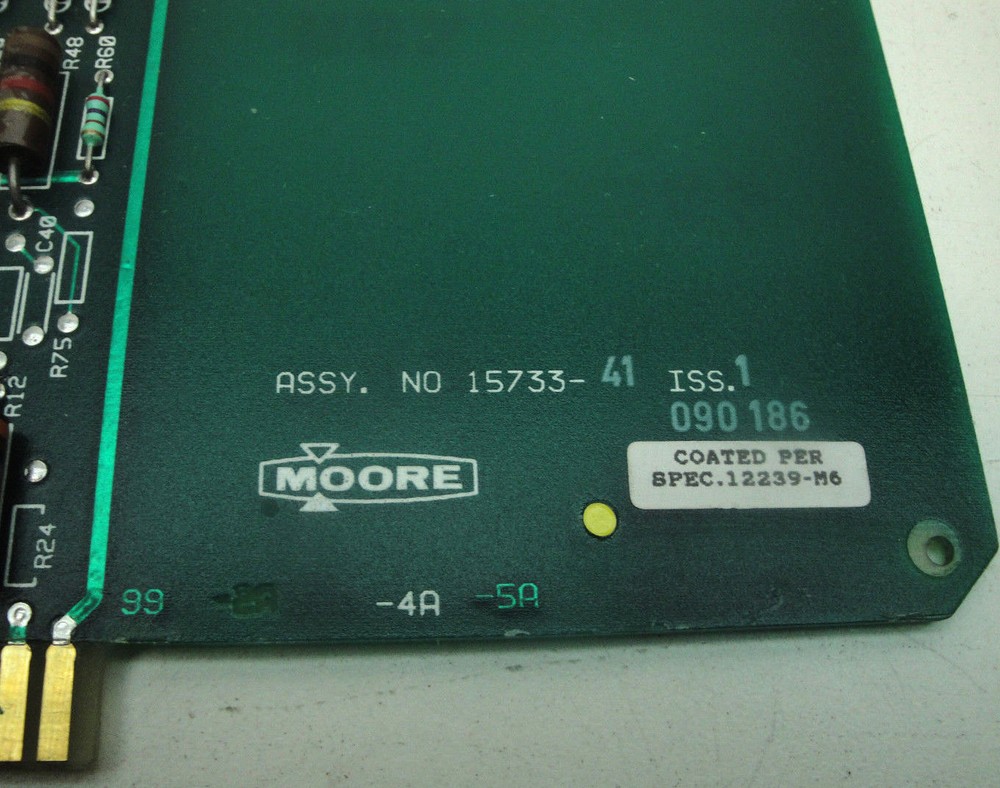 R48
R60
C40
R75
R12
ASSY. NO 15733- 41 ISS.1
090 186
MOORE
COATED PER
SPEC.12239-M6
R24
99 -4A -5A